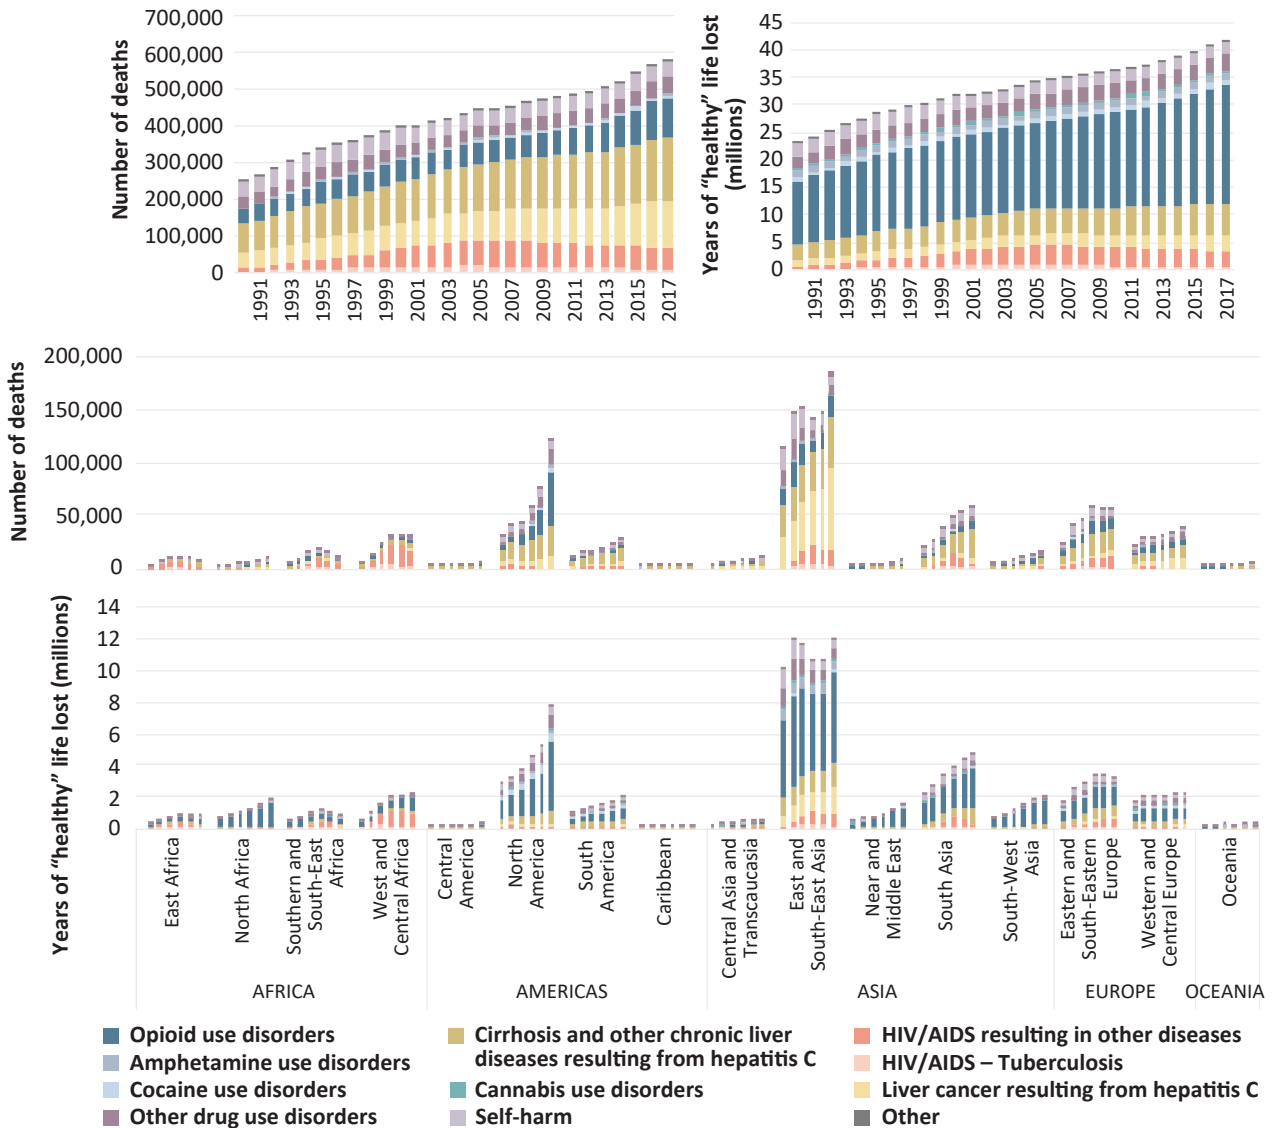 Number of deaths
700,000
600,000
500,000
400,000
300,000
200,000
100,000
0
1991
1993
1995
1997
1999
2001
2003
2005
2007
2009
2011
2013
2015
2017
Years of “healthy” life lost
(millions)
45
40
35
30
25
20
15
10
5
0
1991
1993
1995
1997
1999
2001
2003
2005
2007
2009
2011
2013
2015
2017
Number of deaths
200,000
150,000
100,000
50,000
0
Years of “healthy” life lost (millions)
14
12
10
8
6
4
2
0
East Africa
North Africa
Southern and
South-East
Africa
West and
Central Africa
Central
America
North
America
South
America
Caribbean
Central Asia and
Transcaucasia
East and
South-East Asia
Near and
Middle East
South Asia
South-West
Asia
Eastern and
South-Eastern
Europe
Western and
Central Europe
Oceania
AFRICA
AMERICAS
ASIA
EUROPE
OCEANIA
Opioid use disorders
Amphetamine use disorders
Cocaine use disorders
Other drug use disorders
Cirrhosis and other chronic liver
diseases resulting from hepatitis C
Cannabis use disorders
Self-harm
HIV/AIDS resulting in other diseases
HIV/AIDS – Tuberculosis
Liver cancer resulting from hepatitis C
Other